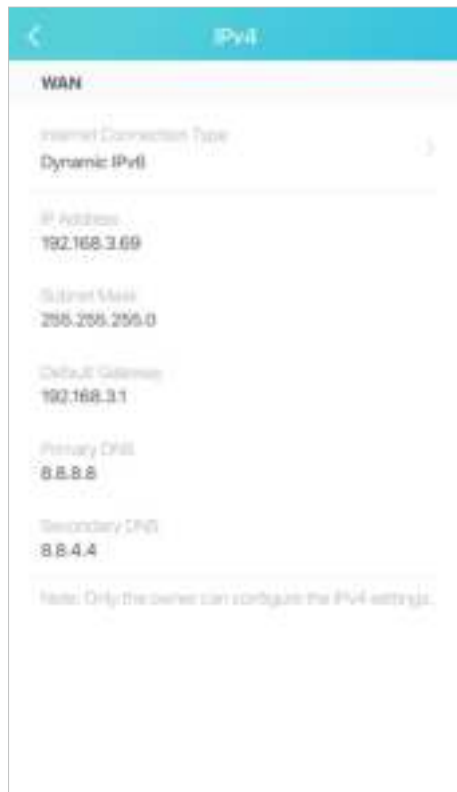 IPv4
WAN
Internet Connection Type
Dynamic IPv6
IP Address
192.168.3.69
Subnet Mask
255.255.255.0
Default Gateway
192.168.3.1
Primary DNS
8.8.8.8
Secondary DNS
8.8.4.4
Note: Only the owner can configure the IPv4 settings.